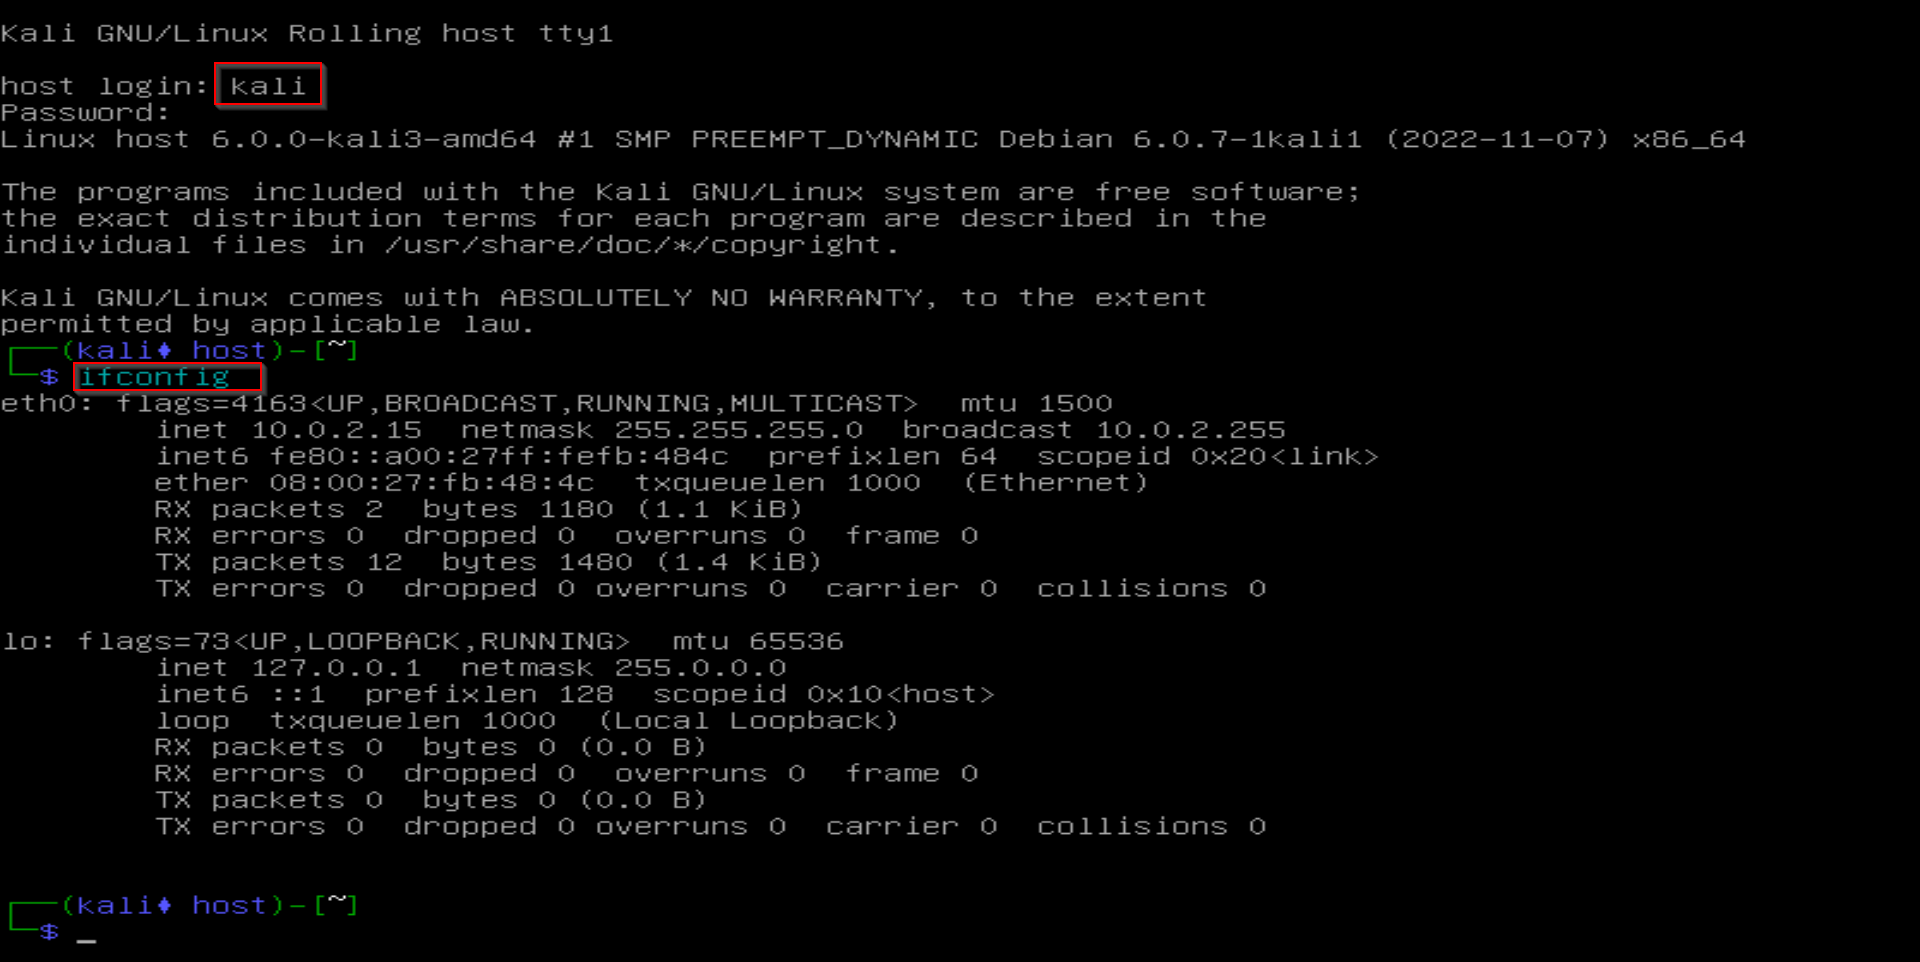 Kali GNU/Linux Rolling host tty1
host login: kali
Password:
Linux host 6.0.0-kali3-amd64 #1 SMP PREEMPT_DYNAMIC Debian 6.0.7-1kali1 (2022-11-07) x86_64
The programs included with the Kali GNU/Linux system are free software;
the exact distribution terms for each program are described in the
individual files in /usr/share/doc/*/copyright.
Kali GNU/Linux comes with ABSOLUTELY NO WARRANTY, to the extent
permitted by applicable law.
┌──(kali♦ host)-[~]
└─$ ifconfig
eth0: flags=4163<UP,BROADCAST,RUNNING,MULTICAST>  mtu 1500
        inet 10.0.2.15  netmask 255.255.255.0  broadcast 10.0.2.255
        inet6 fe80::a00:27ff:fefb:484c  prefixlen 64  scopeid 0x20<link>
        ether 08:00:27:fb:48:4c  txqueuelen 1000  (Ethernet)
        RX packets 2  bytes 1180 (1.1 KiB)
        RX errors 0  dropped 0  overruns 0  frame 0
        TX packets 12  bytes 1480 (1.4 KiB)
        TX errors 0  dropped 0 overruns 0  carrier 0  collisions 0
lo: flags=73<UP,LOOPBACK,RUNNING>  mtu 65536
        inet 127.0.0.1  netmask 255.0.0.0
        inet6 ::1  prefixlen 128  scopeid 0x10<host>
        loop  txqueuelen 1000  (Local Loopback)
        RX packets 0  bytes 0 (0.0 B)
        RX errors 0  dropped 0  overruns 0  frame 0
        TX packets 0  bytes 0 (0.0 B)
        TX errors 0  dropped 0 overruns 0  carrier 0  collisions 0
┌──(kali♦ host)-[~]
└─$ _